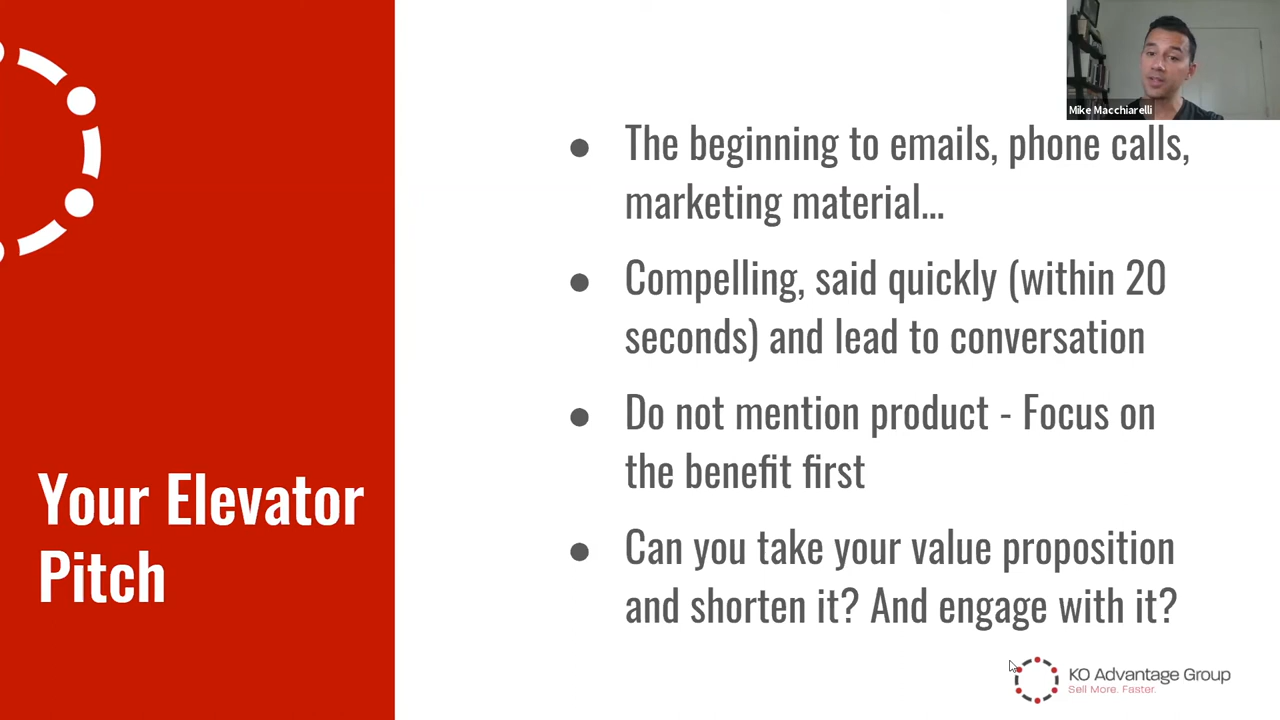 Mike Macchiarelli
The beginning to emails, phone calls,
marketing material...
Compelling, said quickly (within 20
seconds) and lead to conversation
Do not mention product - Focus on
the benefit first
Can you take your value proposition
and shorten it? And engage with it?
Your Elevator
Pitch
KO Advantage Group
Sell More. Faster.